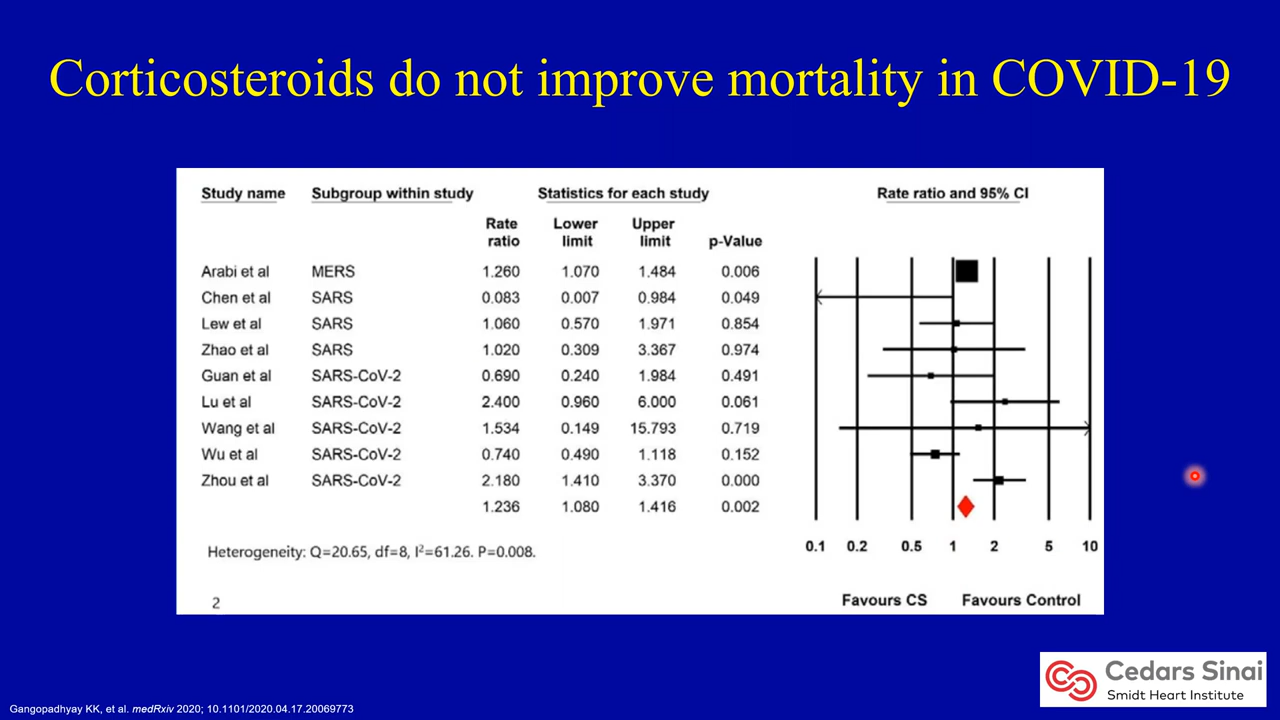 Corticosteroids do not improve mortality in COVID-19
Study name Subgroup within study Statistics for each study Rate ratio and 95% CI
Rate ratio Lower limit Upper limit p-Value
Arabi et al MERS 1.260 1.070 1.484 0.006
Chen et al SARS 0.083 0.007 0.984 0.049
Lew et al SARS 1.060 0.570 1.971 0.854
Zhao et al SARS 1.020 0.309 3.367 0.974
Guan et al SARS-CoV-2 0.690 0.240 1.984 0.491
Lu et al SARS-CoV-2 2.400 0.960 6.000 0.061
Wang et al SARS-CoV-2 1.534 0.149 15.793 0.719
Wu et al SARS-CoV-2 0.740 0.490 1.118 0.152
Zhou et al SARS-CoV-2 2.180 1.410 3.370 0.000
1.236 1.080 1.416 0.002
0.1 0.2 0.5 1 2 5 10
Heterogeneity: Q=20.65, df=8, I²=61.26. P=0.008.
2
Favours CS Favours Control
Cedars Sinai
Smidt Heart Institute
Gangopadhyay KK, et al. medRxiv 2020; 10.1101/2020.04.17.20069773